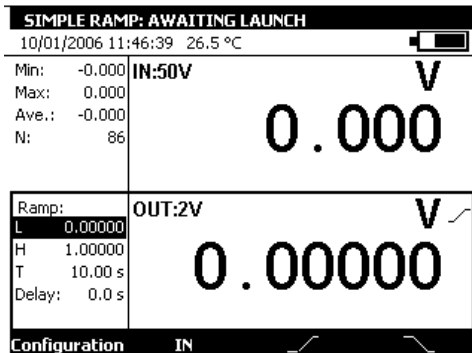 SIMPLE RAMP: AWAITING LAUNCH
10/01/2006 11:46:39 26.5 °C
Min: -0.000
Max: 0.000
Ave.: -0.000
N: 86
IN:50V
V
0.000
Ramp:
L 0.00000
H 1.00000
T 10.00 s
Delay: 0.0 s
OUT:2V
V
0.00000
Configuration IN